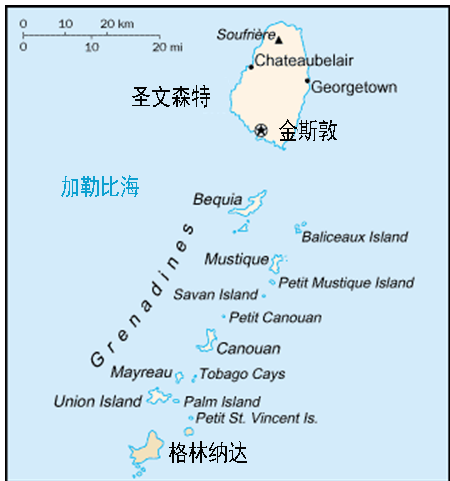 0 10 20 km
0 10 20 mi
Soufrière
Chateaubelair
Georgetown
圣文森特
金斯敦
加勒比海
Bequia
Baliceaux Island
Mustique
Petit Mustique Island
Savan Island
Petit Canouan
Grenadines
Canouan
Mayreau
Tobago Cays
Union Island
Palm Island
Petit St. Vincent Is.
格林纳达